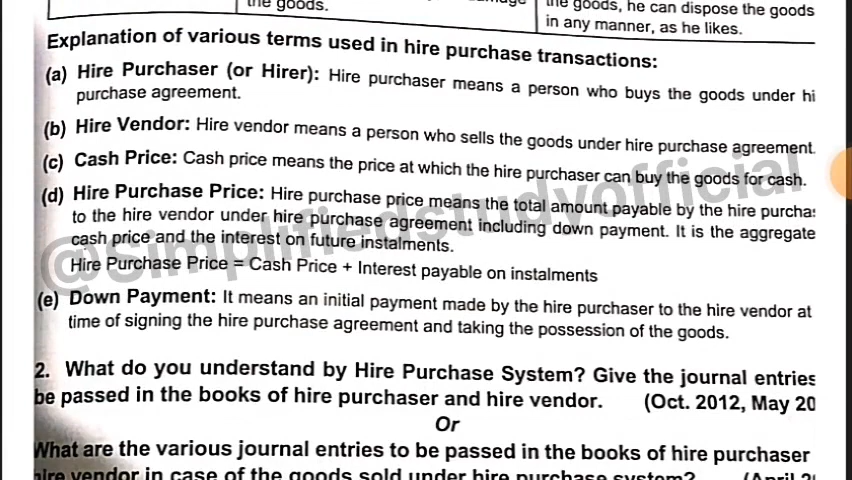 the goods.
the goods, he can dispose the goods
in any manner, as he likes.
Explanation of various terms used in hire purchase transactions:
(a) Hire Purchaser (or Hirer): Hire purchaser means a person who buys the goods under hi
purchase agreement.
(b) Hire Vendor: Hire vendor means a person who sells the goods under hire purchase agreement.
(c) Cash Price: Cash price means the price at which the hire purchaser can buy the goods for cash.
(d) Hire Purchase Price: Hire purchase price means the total amount payable by the hire purchas
to the hire vendor under hire purchase agreement including down payment. It is the aggregate
cash price and the interest on future instalments.
Hire Purchase Price = Cash Price + Interest payable on instalments
(e) Down Payment: It means an initial payment made by the hire purchaser to the hire vendor at
time of signing the hire purchase agreement and taking the possession of the goods.
@Simplifiedstudyofficial
2. What do you understand by Hire Purchase System? Give the journal entries
be passed in the books of hire purchaser and hire vendor. (Oct. 2012, May 20
Or
What are the various journal entries to be passed in the books of hire purchaser
hire vendor in case of the goods sold under hire purchase system? (April 20